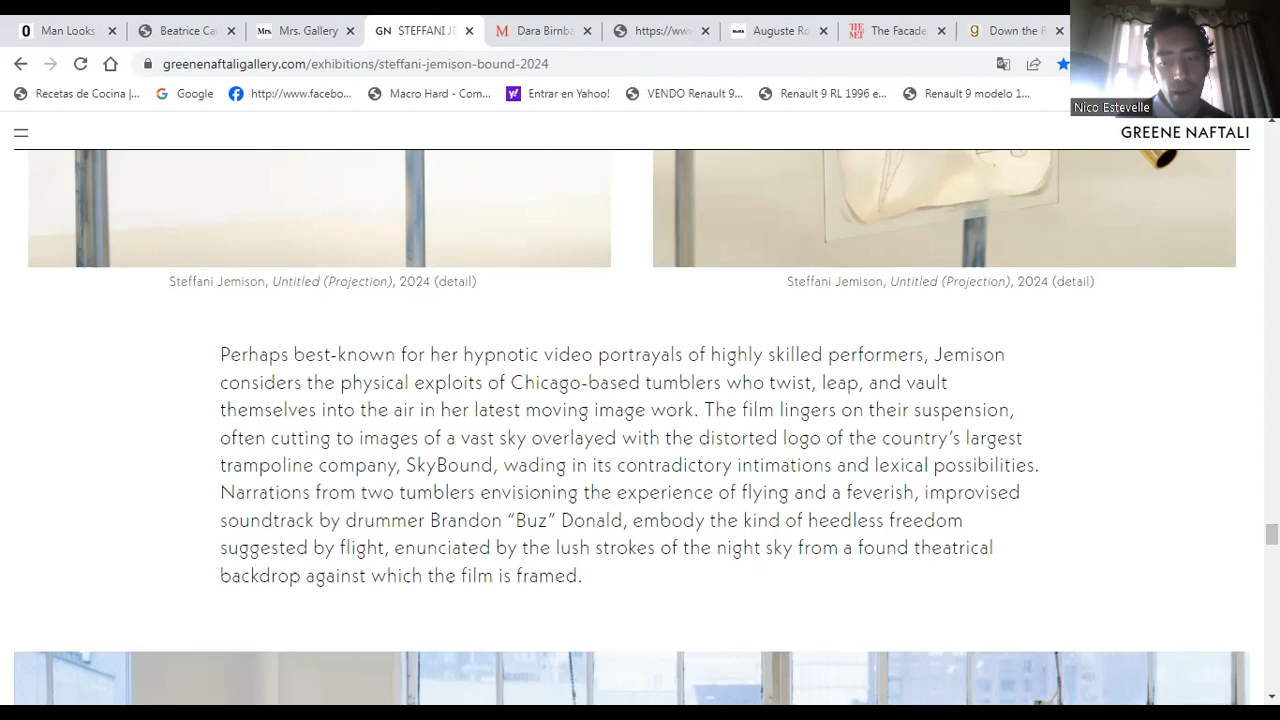 Man Looks
Beatrice Ca
Mrs. Mrs. Gallery
GN STEFFANI JE
Dara Birnba
https://ww
MoMA Auguste Ro
THE MET The Facade
Down the R
greenenaftaligallery.com/exhibitions/steffani-jemison-bound-2024
Recetas de Cocina |...
Google
http://www.facebo...
Macro Hard - Com...
Entrar en Yahoo!
VENDO Renault 9...
Renault 9 RL 1996 e...
Renault 9 modelo 1...
Nico Estevelle
GREENE NAFTALI
Steffani Jemison, Untitled (Projection), 2024 (detail)
Steffani Jemison, Untitled (Projection), 2024 (detail)
Perhaps best-known for her hypnotic video portrayals of highly skilled performers, Jemison
considers the physical exploits of Chicago-based tumblers who twist, leap, and vault
themselves into the air in her latest moving image work. The film lingers on their suspension,
often cutting to images of a vast sky overlayed with the distorted logo of the country’s largest
trampoline company, SkyBound, wading in its contradictory intimations and lexical possibilities.
Narrations from two tumblers envisioning the experience of flying and a feverish, improvised
soundtrack by drummer Brandon “Buz” Donald, embody the kind of heedless freedom
suggested by flight, enunciated by the lush strokes of the night sky from a found theatrical
backdrop against which the film is framed.